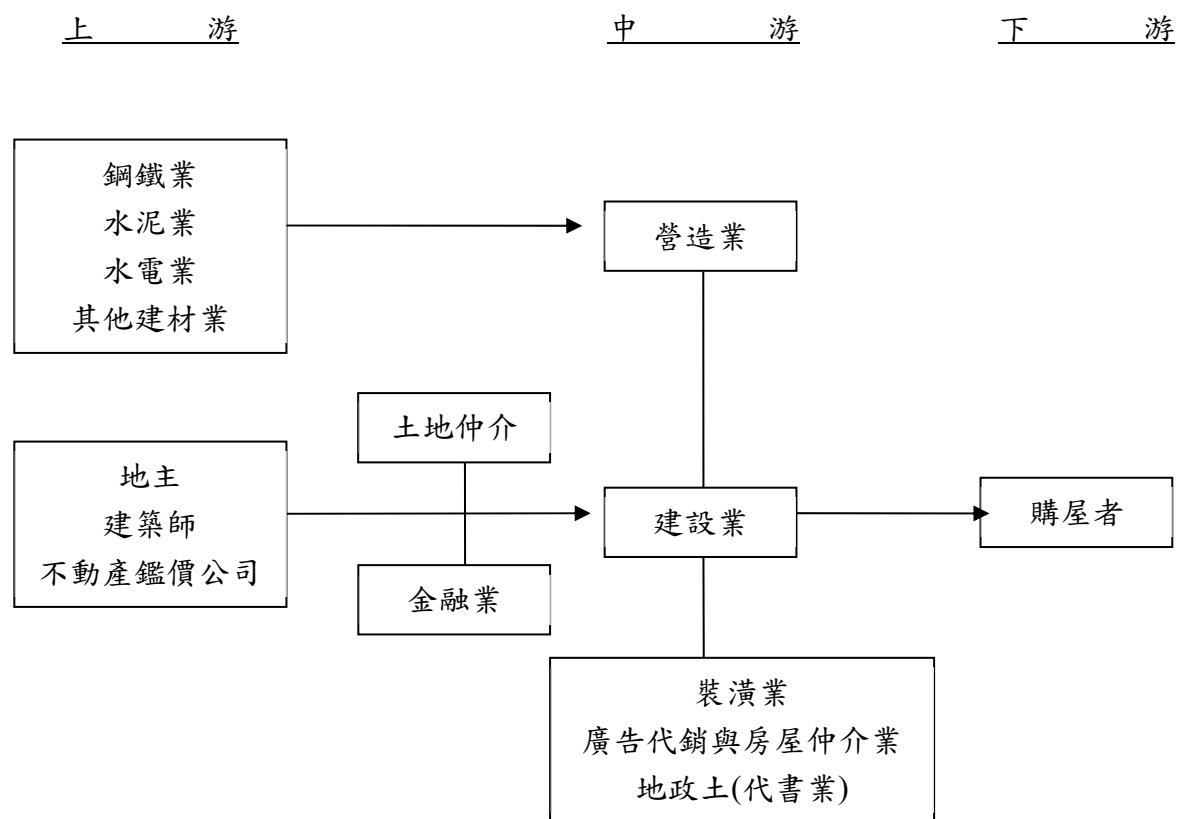 上 游 中 游 下 游
鋼鐵業
水泥業
水電業
其他建材業
營造業
土地仲介
地主
建築師
不動產鑑價公司
建設業
購屋者
金融業
裝潢業
廣告代銷與房屋仲介業
地政士(代書業)